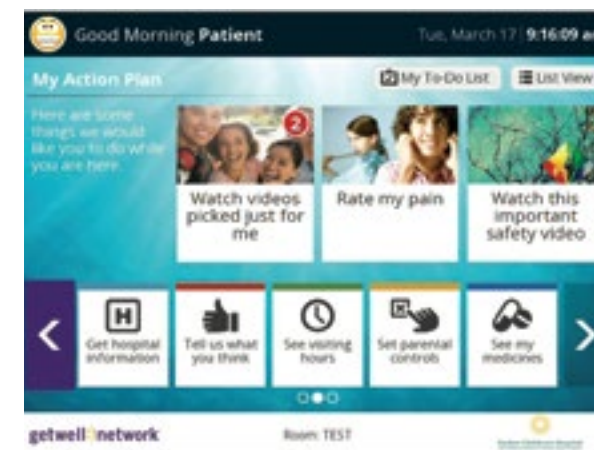 Good Morning Patient
Tue, March 17 9:16:09 a
My Action Plan
2
My To-Do List
List View
Here are some
things we would
like you to do while
you are here.
2
Watch videos
picked just for
me
Rate my pain
Watch this
important
safety video
H
Get hospital
information
Tell us what
you think
See visiting
hours
Set parental
controls
See my
medicines
getwell network
Room: TEST